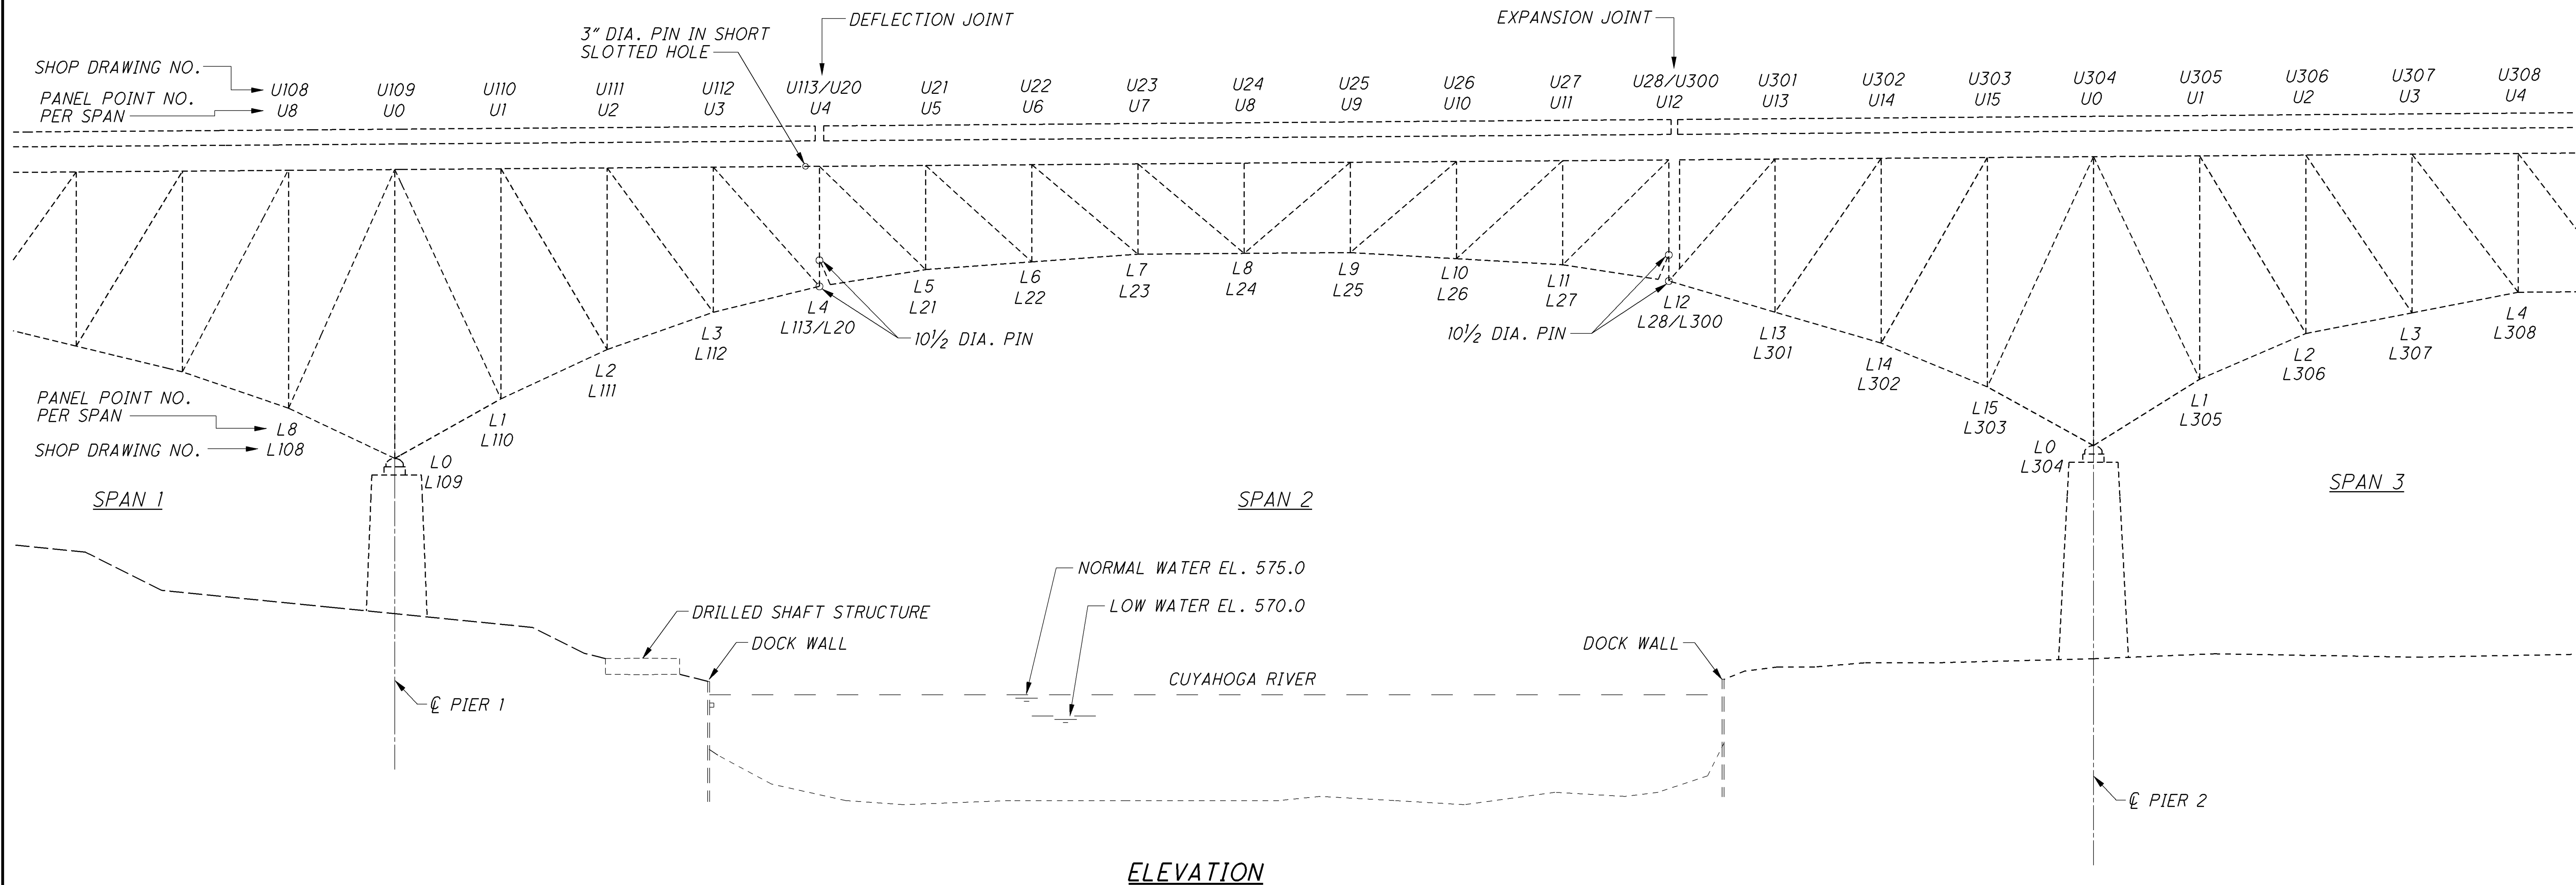 DEFLECTION JOINT
EXPANSION JOINT
3" DIA. PIN IN SHORT
SLOTTED HOLE
SHOP DRAWING NO.
U108 U109 U110 U111 U112 U113/U20 U21 U22 U23 U24 U25 U26 U27 U28/U300 U301 U302 U303 U304 U305 U306 U307 U308
PANEL POINT NO.
PER SPAN
U8 U0 U1 U2 U3 U4 U5 U6 U7 U8 U9 U10 U11 U12 U13 U14 U15 U0 U1 U2 U3 U4
L5 L6 L7 L8 L9 L10 L11
L21 L22 L23 L24 L25 L26 L27
L4
L113/L20
L12
L28/L300
10½ DIA. PIN
10½ DIA. PIN
L3
L112
L13
L301
L4
L308
L2
L111
L14
L302
L2
L306
L3
L307
PANEL POINT NO.
PER SPAN
L8
L1
L110
L15
L303
L1
L305
SHOP DRAWING NO.
L108
L0
L109
L0
L304
SPAN 1
SPAN 2
SPAN 3
NORMAL WATER EL. 575.0
LOW WATER EL. 570.0
DRILLED SHAFT STRUCTURE
DOCK WALL
DOCK WALL
CUYAHOGA RIVER
℄ PIER 1
℄ PIER 2
ELEVATION